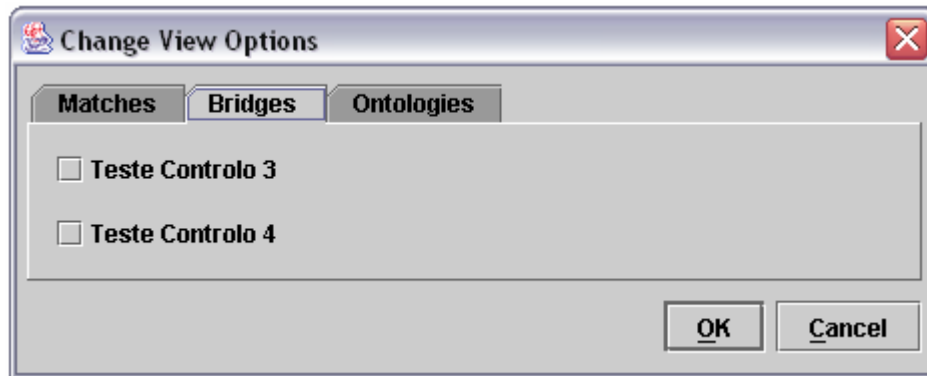 Change View Options
Matches Bridges Ontologies
Teste Controlo 3
Teste Controlo 4
OK Cancel